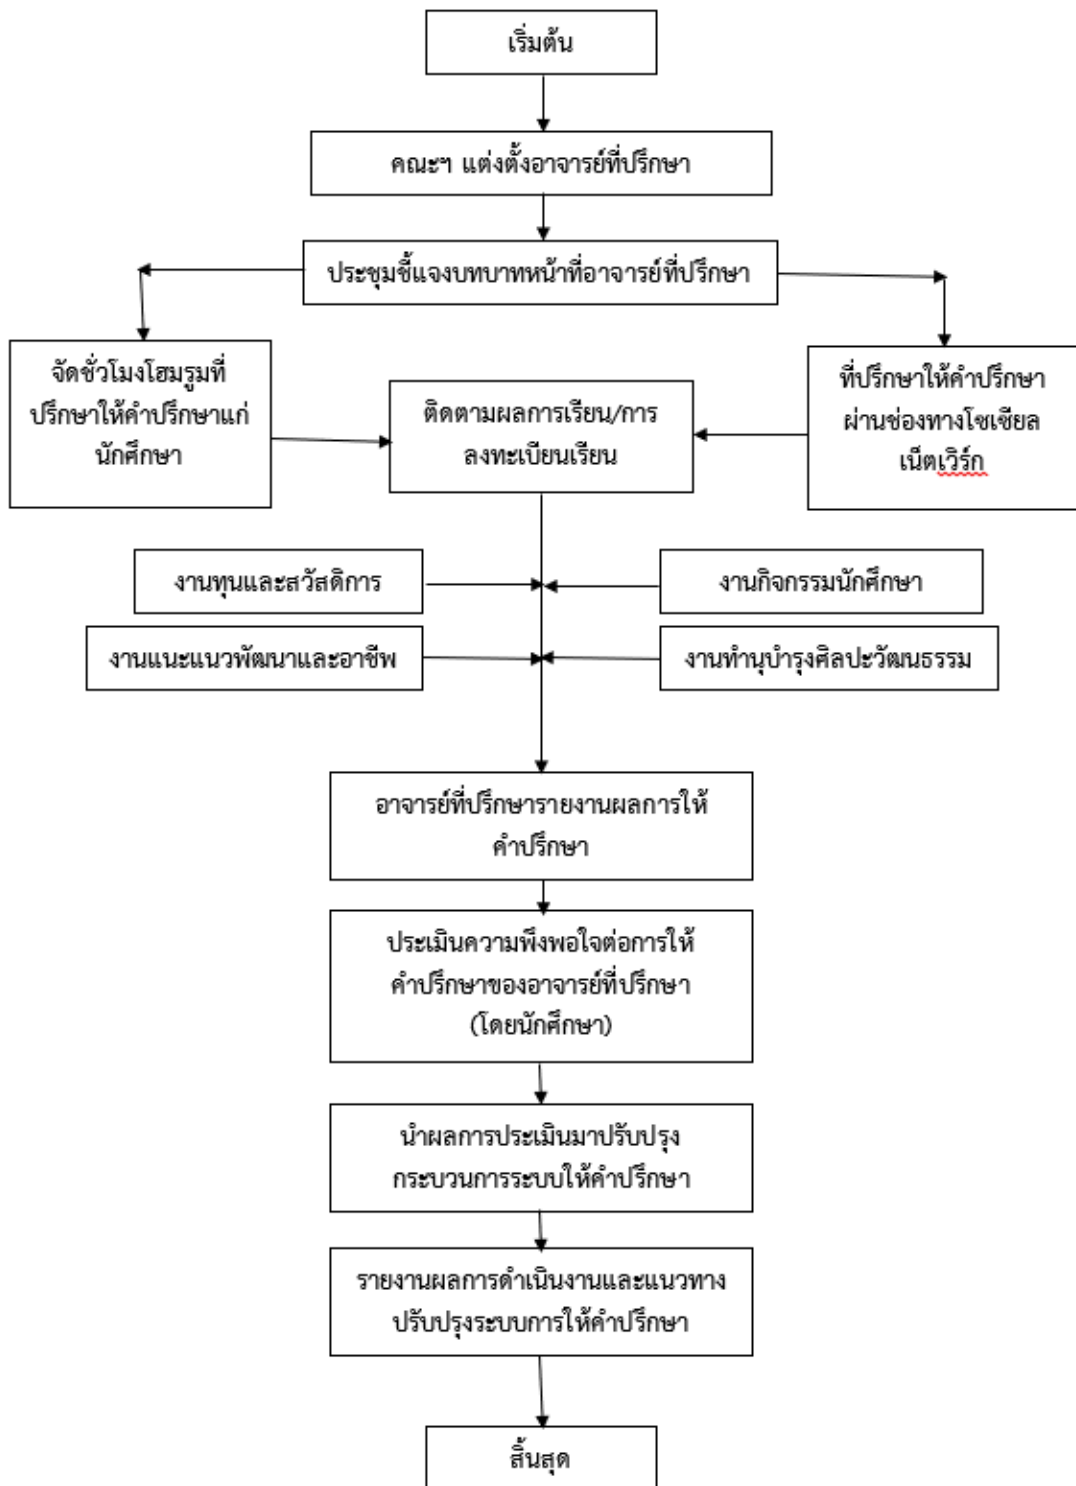 เริ่มต้น
คณะฯ แต่งตั้งอาจารย์ที่ปรึกษา
ประชุมชี้แจงบทบาทหน้าที่อาจารย์ที่ปรึกษา
จัดชั่วโมงโฮมรูมที่
ปรึกษาให้คำปรึกษาแก่
นักศึกษา
ติดตามผลการเรียน/การ
ลงทะเบียนเรียน
ที่ปรึกษาให้คำปรึกษา
ผ่านช่องทางโซเชียล
เน็ตเวิร์ก
งานทุนและสวัสดิการ
งานกิจกรรมนักศึกษา
งานแนะแนวพัฒนาและอาชีพ
งานทำนุบำรุงศิลปะวัฒนธรรม
อาจารย์ที่ปรึกษารายงานผลการให้
คำปรึกษา
ประเมินความพึงพอใจต่อการให้
คำปรึกษาของอาจารย์ที่ปรึกษา
(โดยนักศึกษา)
นำผลการประเมินมาปรับปรุง
กระบวนการระบบให้คำปรึกษา
รายงานผลการดำเนินงานและแนวทาง
ปรับปรุงระบบการให้คำปรึกษา
สิ้นสุด